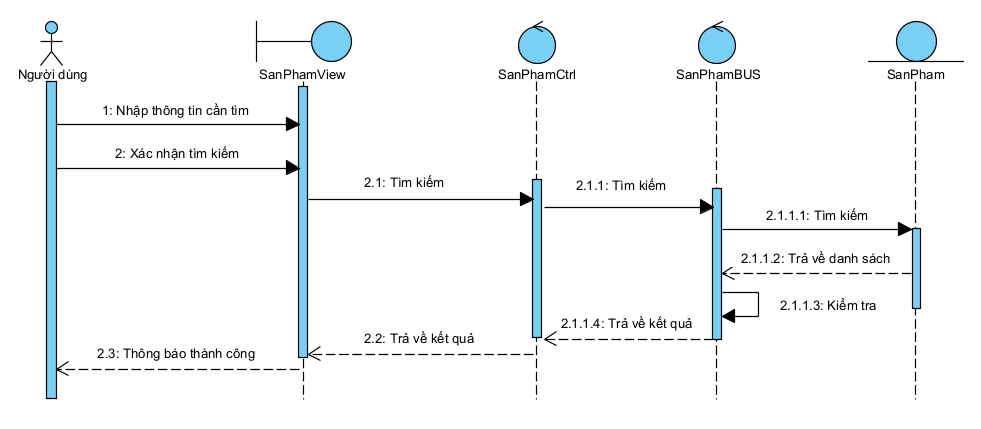 Người dùng
SanPhamView
SanPhamCtrl
SanPhamBUS
SanPham
1: Nhập thông tin cần tìm
2: Xác nhận tìm kiếm
2.1: Tìm kiếm
2.1.1: Tìm kiếm
2.1.1.1: Tìm kiếm
2.1.1.2: Trả về danh sách
2.1.1.3: Kiểm tra
2.1.1.4: Trả về kết quả
2.2: Trả về kết quả
2.3: Thông báo thành công